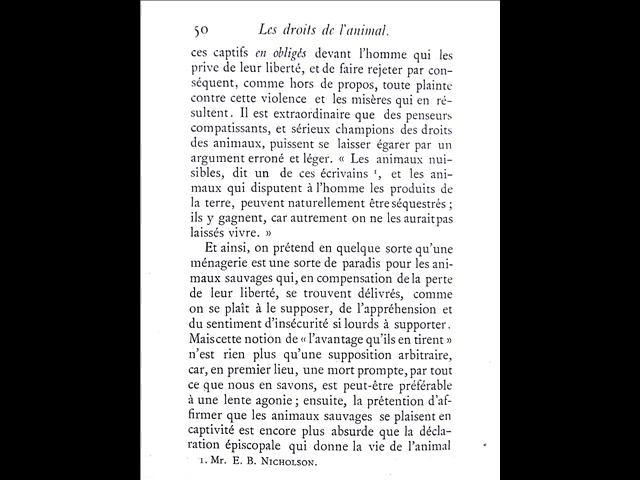 50 Les droits de l'animal.
ces captifs en obligés devant l'homme qui les
prive de leur liberté, et de faire rejeter par con-
séquent, comme hors de propos, toute plainte
contre cette violence et les misères qui en ré-
sultent. Il est extraordinaire que des penseurs
compatissants, et sérieux champions des droits
des animaux, puissent se laisser égarer par un
argument erroné et léger. « Les animaux nui-
sibles, dit un de ces écrivains ¹, et les ani-
maux qui disputent à l'homme les produits de
la terre, peuvent naturellement être séquestrés ;
ils y gagnent, car autrement on ne les aurait pas
laissés vivre. »
Et ainsi, on prétend en quelque sorte qu'une
ménagerie est une sorte de paradis pour les ani-
maux sauvages qui, en compensation de la perte
de leur liberté, se trouvent délivrés, comme
on se plaît à le supposer, de l'appréhension et
du sentiment d'insécurité si lourds à supporter.
Mais cette notion de « l'avantage qu'ils en tirent »
n'est rien plus qu'une supposition arbitraire,
car, en premier lieu, une mort prompte, par tout
ce que nous en savons, est peut-être préférable
à une lente agonie ; ensuite, la prétention d'af-
firmer que les animaux sauvages se plaisent en
captivité est encore plus absurde que la décla-
ration épiscopale qui donne la vie de l'animal
1. Mr. E. B. Nicholson.